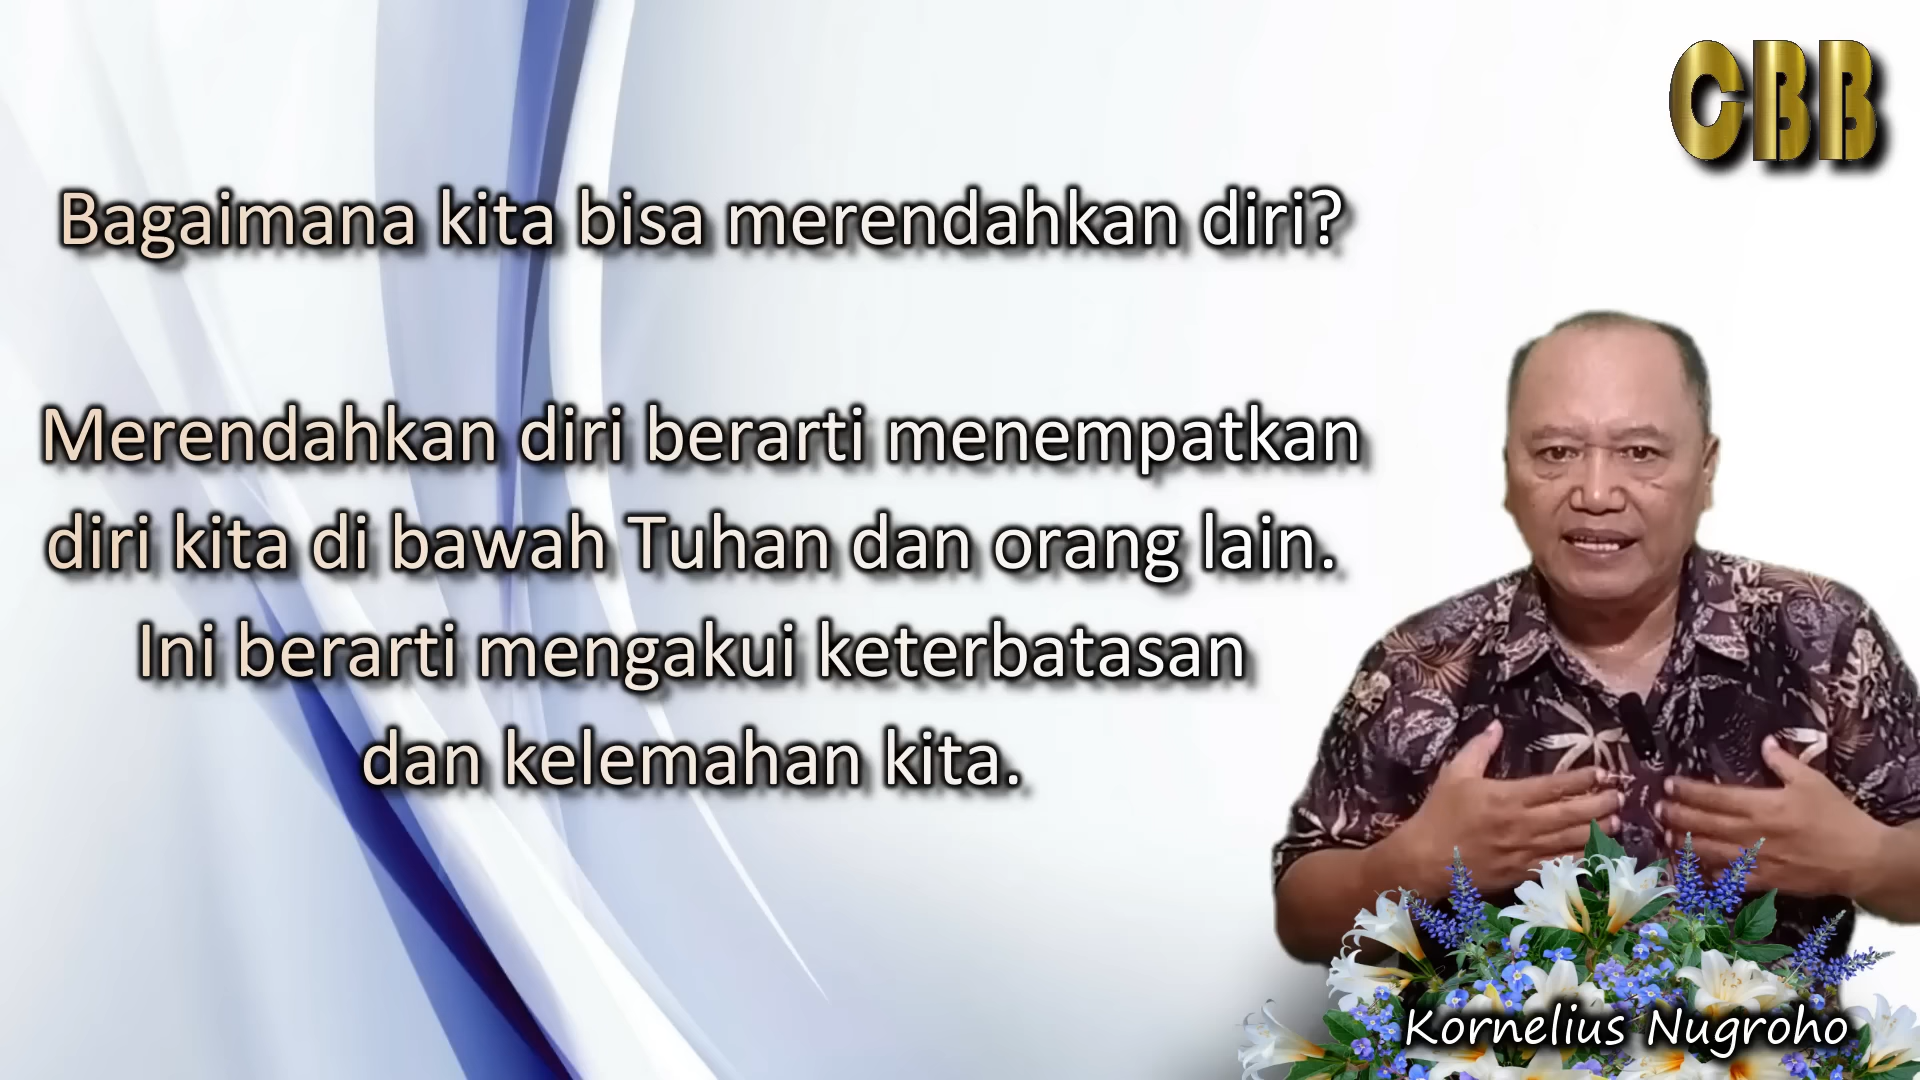 CBB
Bagaimana kita bisa merendahkan diri?
Merendahkan diri berarti menempatkan
diri kita di bawah Tuhan dan orang lain.
Ini berarti mengakui keterbatasan
dan kelemahan kita.
Kornelius Nugroho